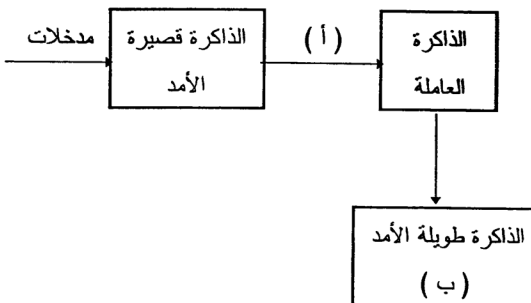 مدخلات
الذاكرة قصيرة
الأمد
( أ )
الذاكرة
العاملة
الذاكرة طويلة الأمد
( ب )